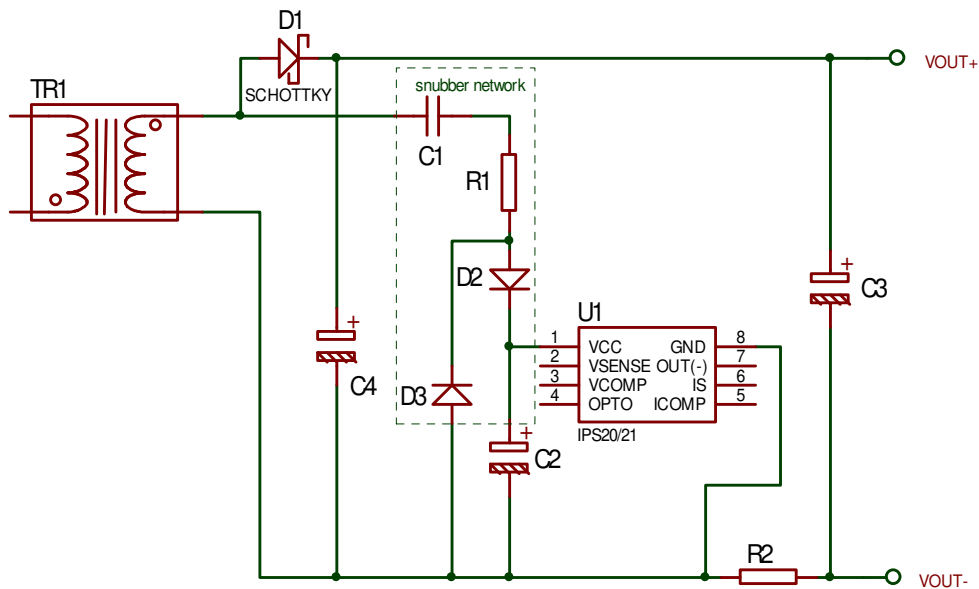 D1
VOUT+
SCHOTTKY
TR1
snubber network
+
C1
R1
D2
+
C3
U1
1 VCC GND 8
2 VSENSE OUT(-) 7
3 VCOMP IS 6
4 OPTO ICOMP 5
IPS20/21
+
C4
D3
+
C2
R2
VOUT-